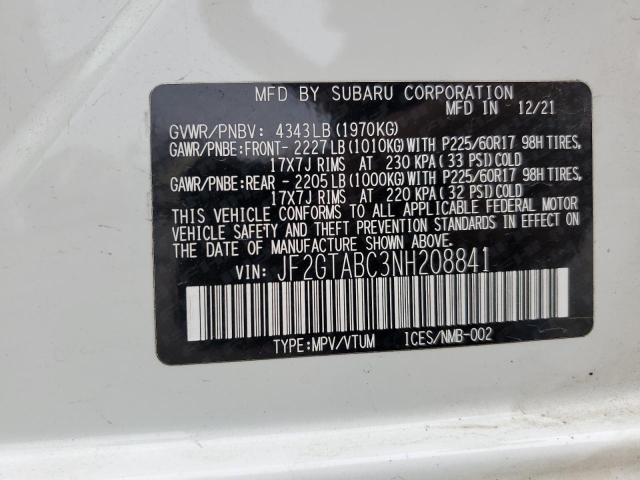 MFD BY SUBARU CORPORATION
MFD IN 12/21
GVWR/PNBV: 4343LB(1970KG)
GAWR/PNBE:FRONT- 2227LB(1010KG)WITH P225/60R17 98H TIRES,
17X7J RIMS AT 230 KPA(33 PSI)COLD
GAWR/PNBE:REAR - 2205LB(1000KG)WITH P225/60R17 98H TIRES,
17X7J RIMS AT 220 KPA(32 PSI)COLD
THIS VEHICLE CONFORMS TO ALL APPLICABLE FEDERAL MOTOR
VEHICLE SAFETY AND THEFT PREVENTION STANDARDS IN EFFECT ON
THE DATE OF MANUFACTURE SHOWN ABOVE.
VIN: JF2GTABC3NH208841
TYPE:MPV/VTUM ICES/NMB-002